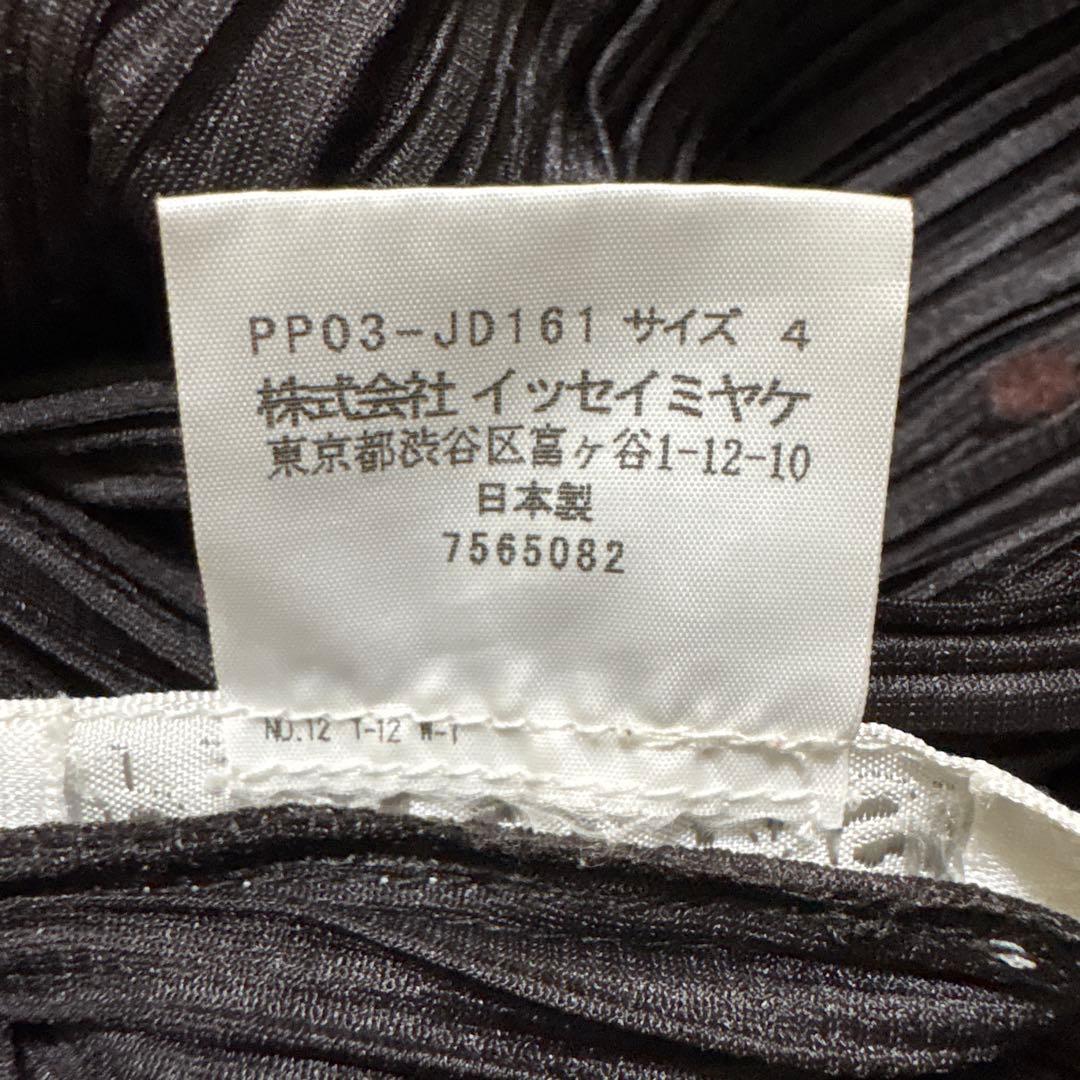 PP03-JD161 サイズ 4
株式会社 イッセイミヤケ
東京都渋谷区富ヶ谷1-12-10
日本製
7565082
NO.12 T-12 W-1